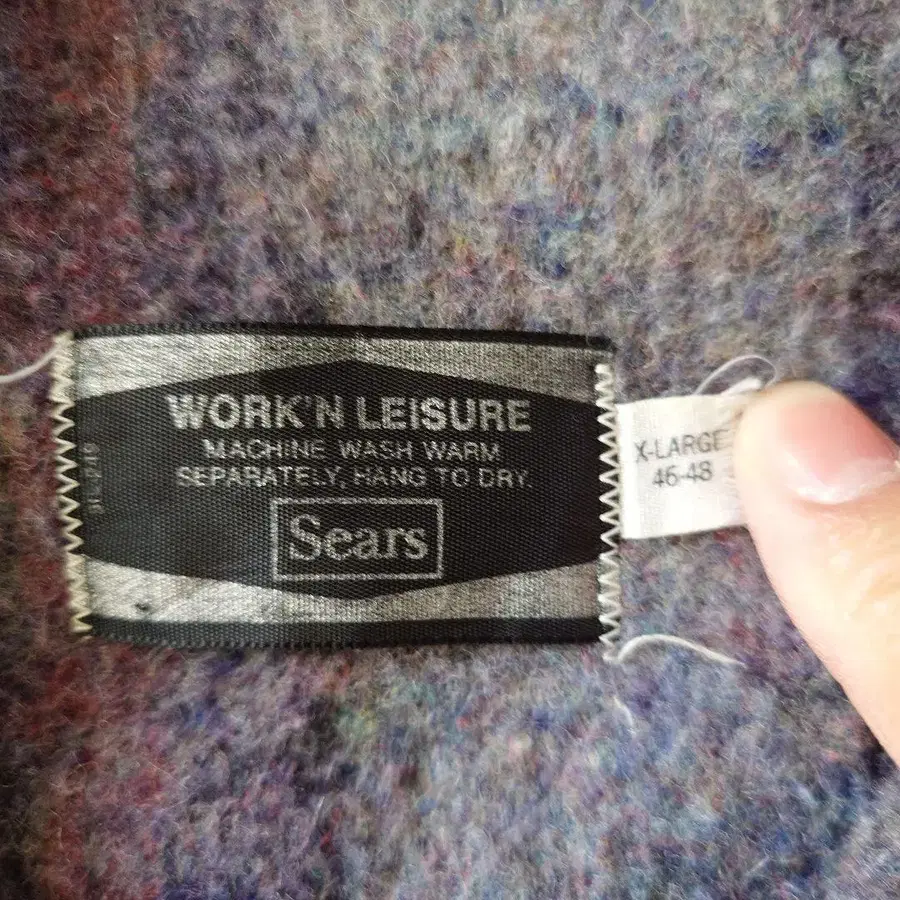 WORK'N LEISURE
MACHINE WASH WARM
SEPARATELY, HANG TO DRY.
Sears
X-LARGE
46-48